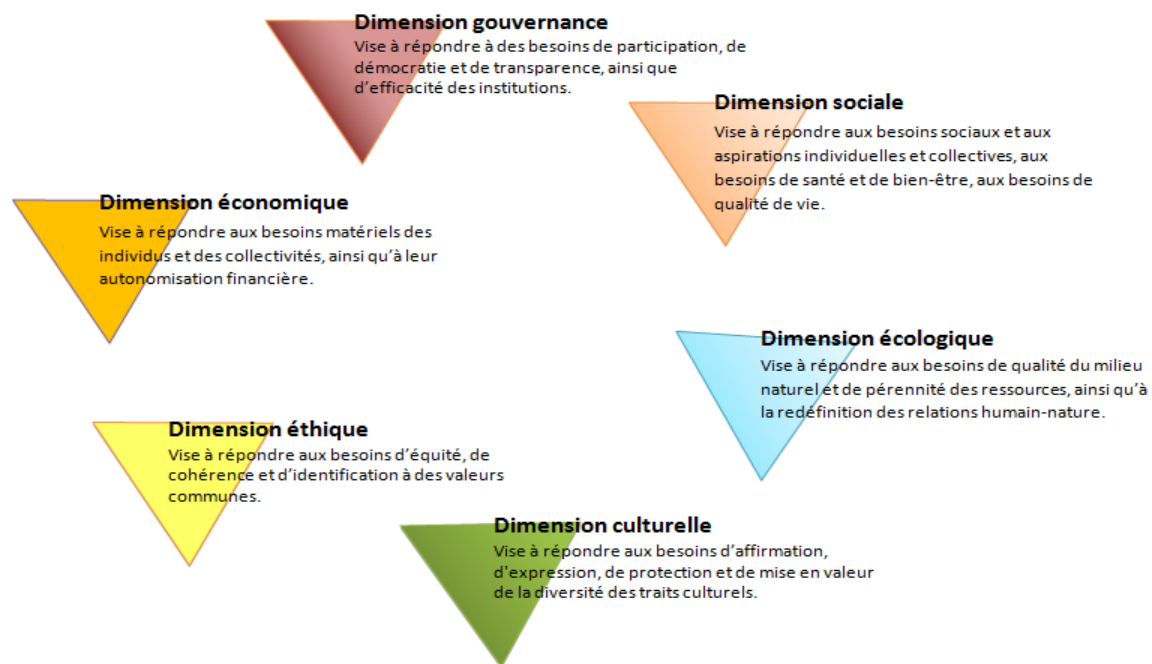 Dimension gouvernance
Vise à répondre à des besoins de participation, de
démocratie et de transparence, ainsi que
d’efficacité des institutions.
Dimension sociale
Vise à répondre aux besoins sociaux et aux
aspirations individuelles et collectives, aux
besoins de santé et de bien-être, aux besoins de
qualité de vie.
Dimension économique
Vise à répondre aux besoins matériels des
individus et des collectivités, ainsi qu’à leur
autonomisation financière.
Dimension écologique
Vise à répondre aux besoins de qualité du milieu
naturel et de pérennité des ressources, ainsi qu’à
la redéfinition des relations humain-nature.
Dimension éthique
Vise à répondre aux besoins d’équité, de
cohérence et d’identification à des valeurs
communes.
Dimension culturelle
Vise à répondre aux besoins d’affirmation,
d'expression, de protection et de mise en valeur
de la diversité des traits culturels.